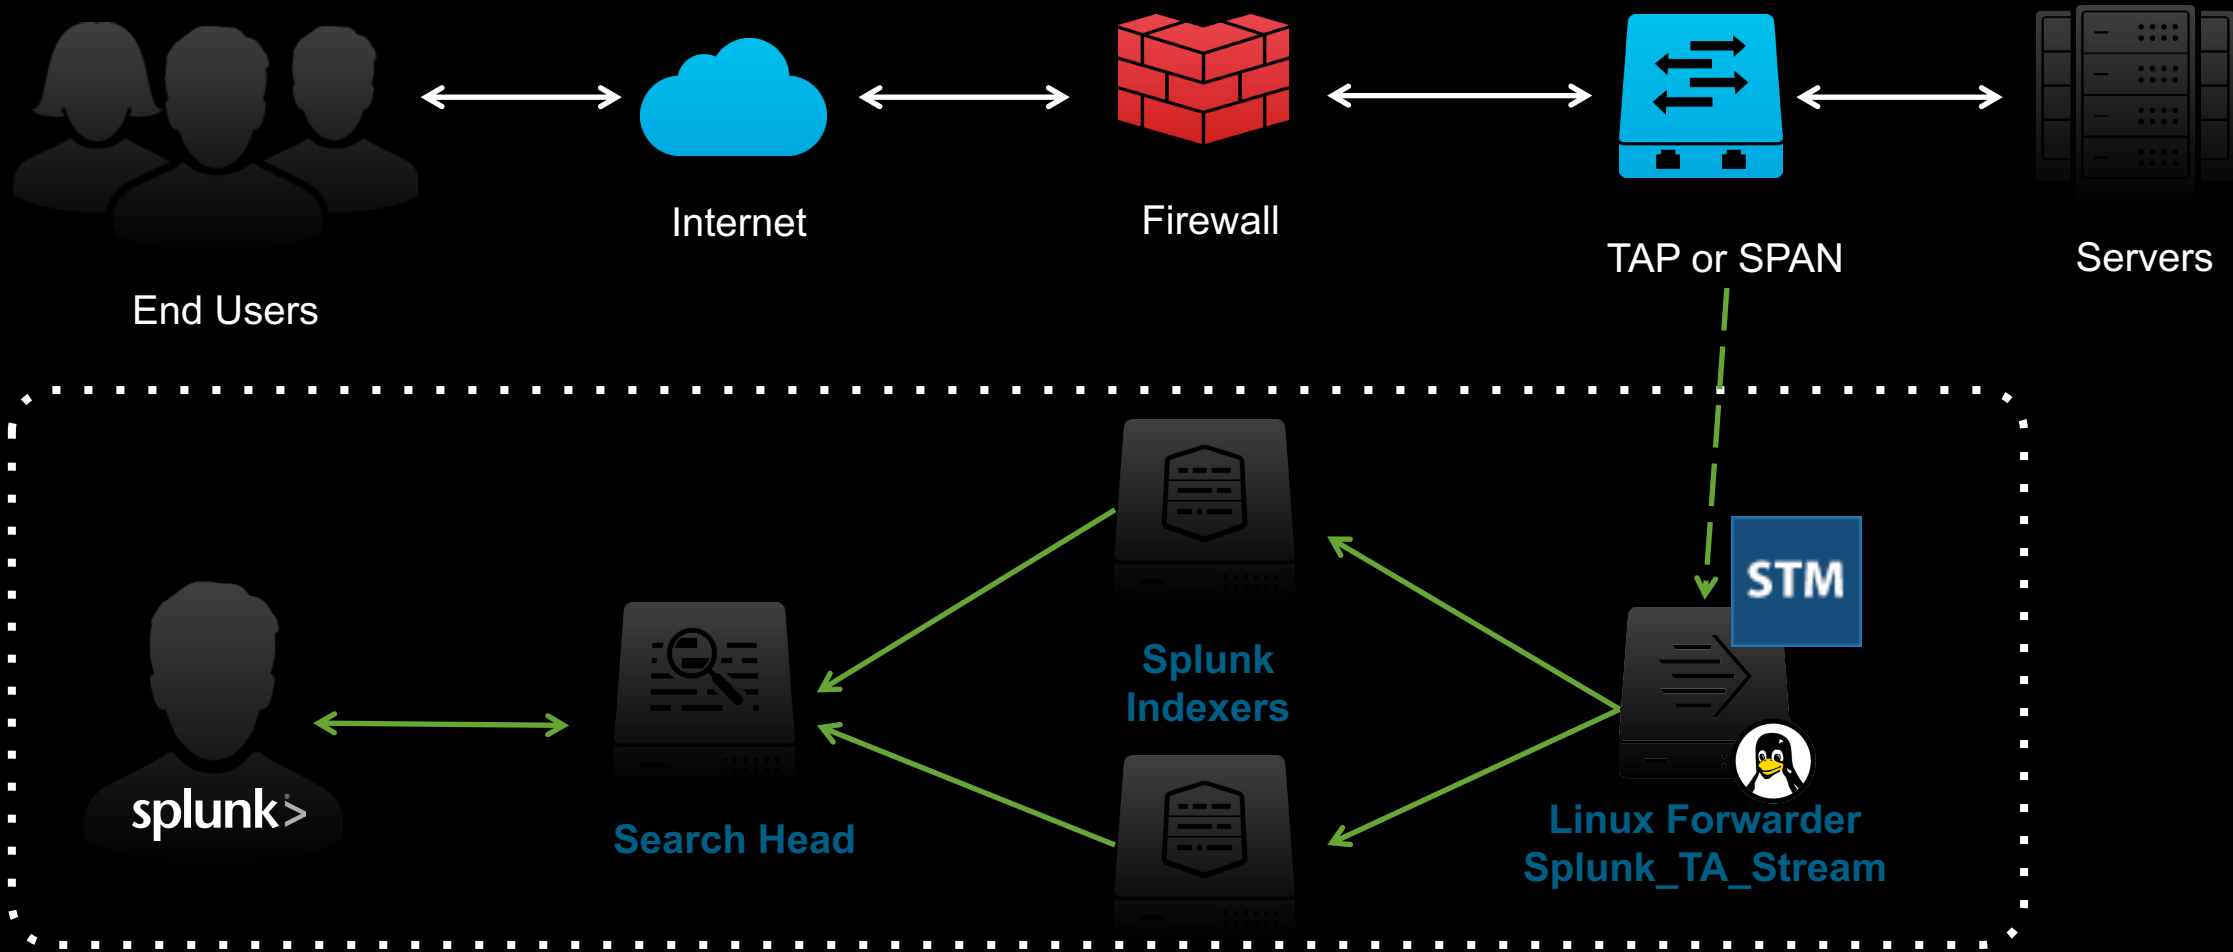 End Users
Internet
Firewall
TAP or SPAN
Servers
STM
Splunk
Indexers
splunk>
Search Head
Linux Forwarder
Splunk_TA_Stream